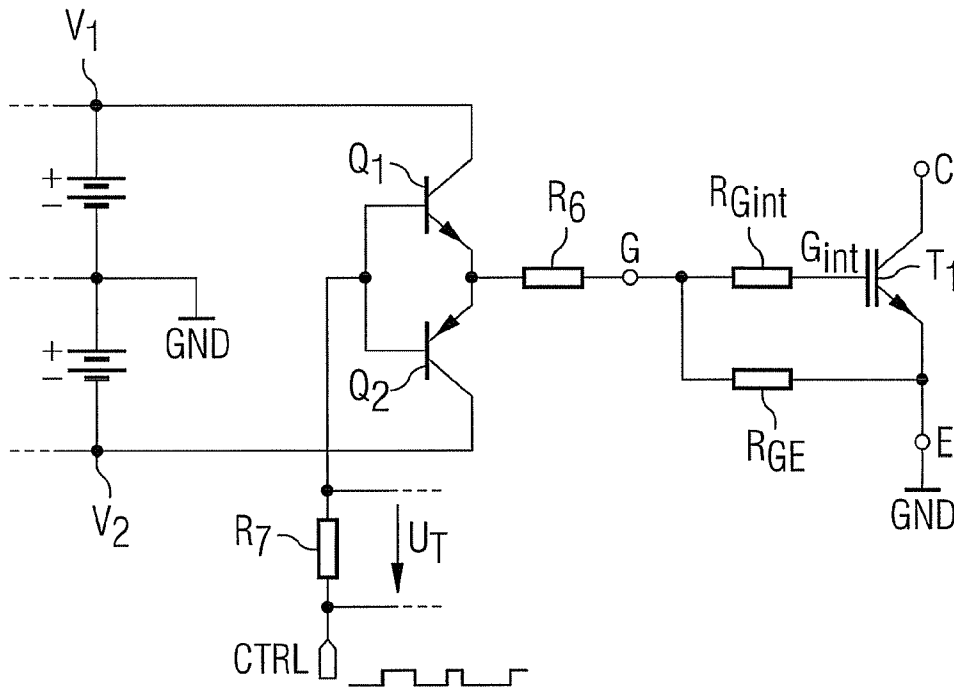 V1
+
−
+
−
GND
Q1
Q2
R6
G
RGint
Gint
C
T1
RGE
E
GND
V2
R7
UT
CTRL